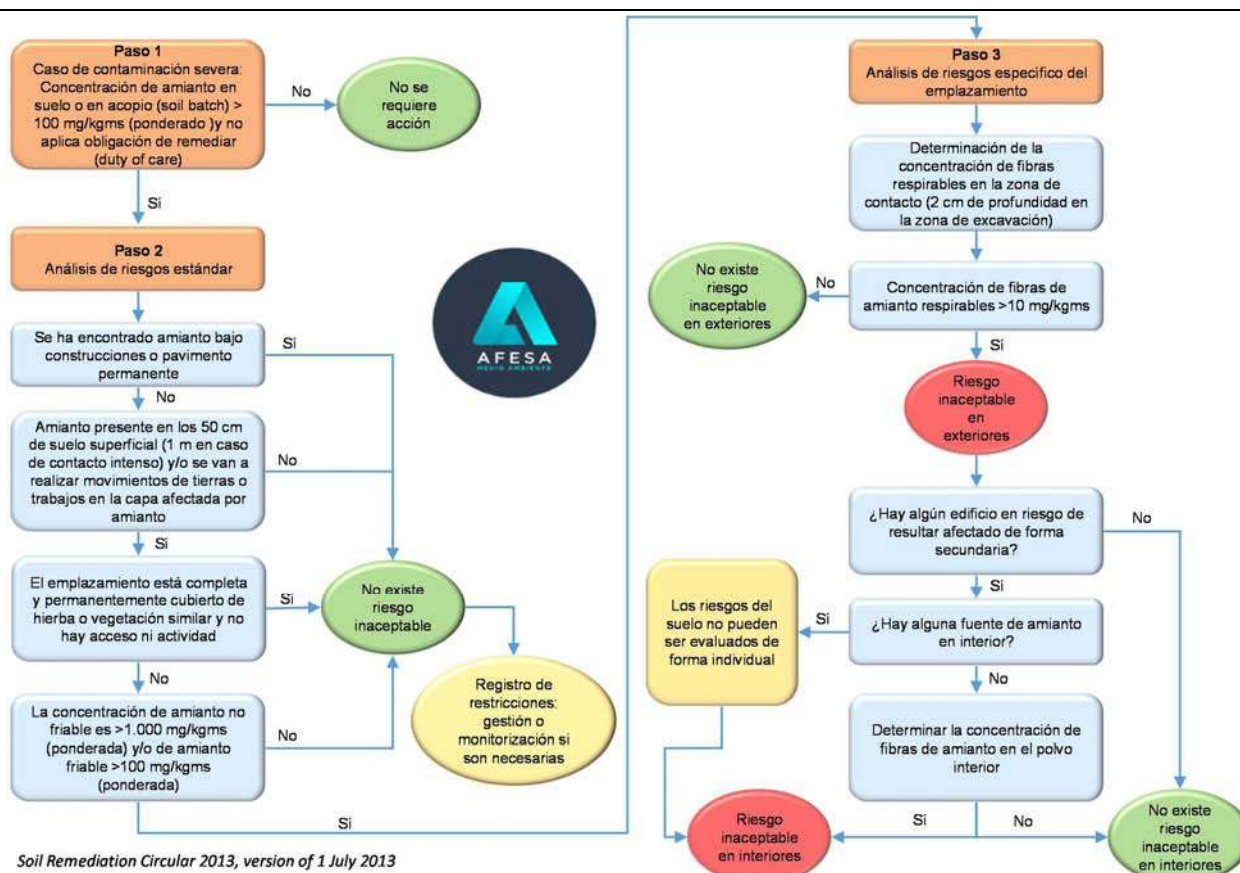 Paso 1
Caso de contaminación severa:
Concentración de amianto en
suelo o en acopio (soil batch) >
100 mg/kgms (ponderado )y no
aplica obligación de remediar
(duty of care)
No
No se
requiere
acción
Sí
Paso 2
Análisis de riesgos estándar
Se ha encontrado amianto bajo
construcciones o pavimento
permanente
Sí
No
Amianto presente en los 50 cm
de suelo superficial (1 m en caso
de contacto intenso) y/o se van a
realizar movimientos de tierras o
trabajos en la capa afectada por
amianto
No
Sí
El emplazamiento está completa
y permanentemente cubierto de
hierba o vegetación similar y no
hay acceso ni actividad
Sí
No existe
riesgo
inaceptable
No
Registro de
restricciones:
gestión o
monitorización si
son necesarias
La concentración de amianto no
friable es >1.000 mg/kgms
(ponderada) y/o de amianto
friable >100 mg/kgms
(ponderada)
No
Sí
AFESA
MEDIO AMBIENTE
Paso 3
Análisis de riesgos específico del
emplazamiento
Determinación de la
concentración de fibras
respirables en la zona de
contacto (2 cm de profundidad en
la zona de excavación)
Concentración de fibras de
amianto respirables >10 mg/kgms
No
No existe
riesgo
inaceptable
en exteriores
Sí
Riesgo
inaceptable
en
exteriores
¿Hay algún edificio en riesgo de
resultar afectado de forma
secundaria?
No
Sí
¿Hay alguna fuente de amianto
en interior?
Sí
Los riesgos del
suelo no pueden
ser evaluados de
forma individual
No
Determinar la concentración de
fibras de amianto en el polvo
interior
Sí
No
Riesgo
inaceptable
en interiores
No existe
riesgo
inaceptable
en interiores
Soil Remediation Circular 2013, version of 1 July 2013